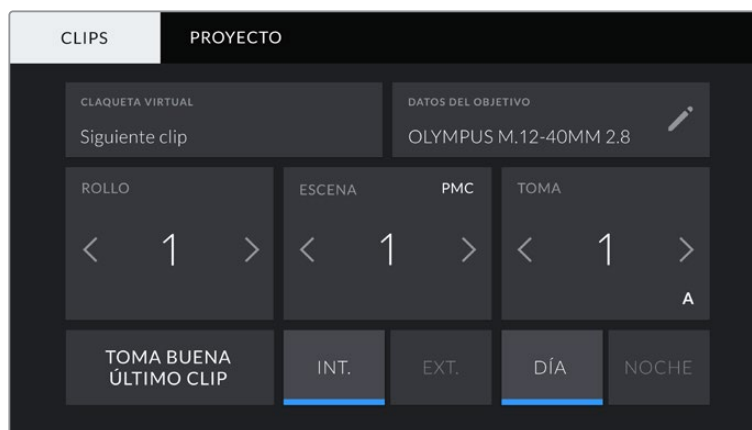 CLIPS
PROYECTO
CLAQUETA VIRTUAL
Siguiente clip
DATOS DEL OBJETIVO
OLYMPUS M.12-40MM 2.8
ROLLO
1
ESCENA
PMC
1
TOMA
1
A
TOMA BUENA
ÚLTIMO CLIP
INT.
EXT.
DÍA
NOCHE